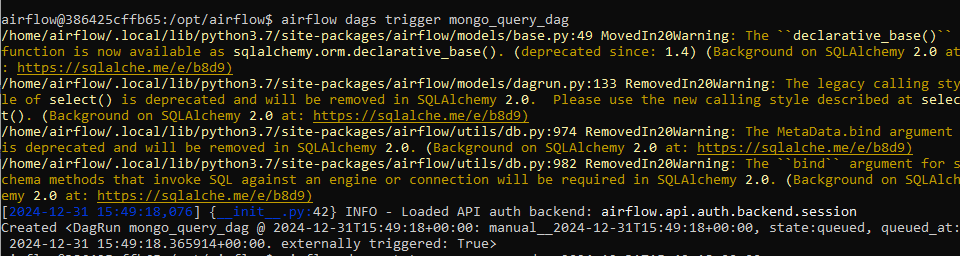 airflow@386425cffb65:/opt/airflow$ airflow dags trigger mongo_query_dag
/home/airflow/.local/lib/python3.7/site-packages/airflow/models/base.py:49 MovedIn20Warning: The ``declarative_base()``
function is now available as sqlalchemy.orm.declarative_base(). (deprecated since: 1.4) (Background on SQLAlchemy 2.0 at
: https://sqlalche.me/e/b8d9)
/home/airflow/.local/lib/python3.7/site-packages/airflow/models/dagrun.py:133 RemovedIn20Warning: The legacy calling sty
le of select() is deprecated and will be removed in SQLAlchemy 2.0.  Please use the new calling style described at selec
t(). (Background on SQLAlchemy 2.0 at: https://sqlalche.me/e/b8d9)
/home/airflow/.local/lib/python3.7/site-packages/airflow/utils/db.py:974 RemovedIn20Warning: The MetaData.bind argument
is deprecated and will be removed in SQLAlchemy 2.0. (Background on SQLAlchemy 2.0 at: https://sqlalche.me/e/b8d9)
/home/airflow/.local/lib/python3.7/site-packages/airflow/utils/db.py:982 RemovedIn20Warning: The ``bind`` argument for s
chema methods that invoke SQL against an engine or connection will be required in SQLAlchemy 2.0. (Background on SQLAlch
emy 2.0 at: https://sqlalche.me/e/b8d9)
[2024-12-31 15:49:18,076] {__init__.py:42} INFO - Loaded API auth backend: airflow.api.auth.backend.session
Created <DagRun mongo_query_dag @ 2024-12-31T15:49:18+00:00: manual__2024-12-31T15:49:18+00:00, state:queued, queued_at:
 2024-12-31 15:49:18.365914+00:00. externally triggered: True>